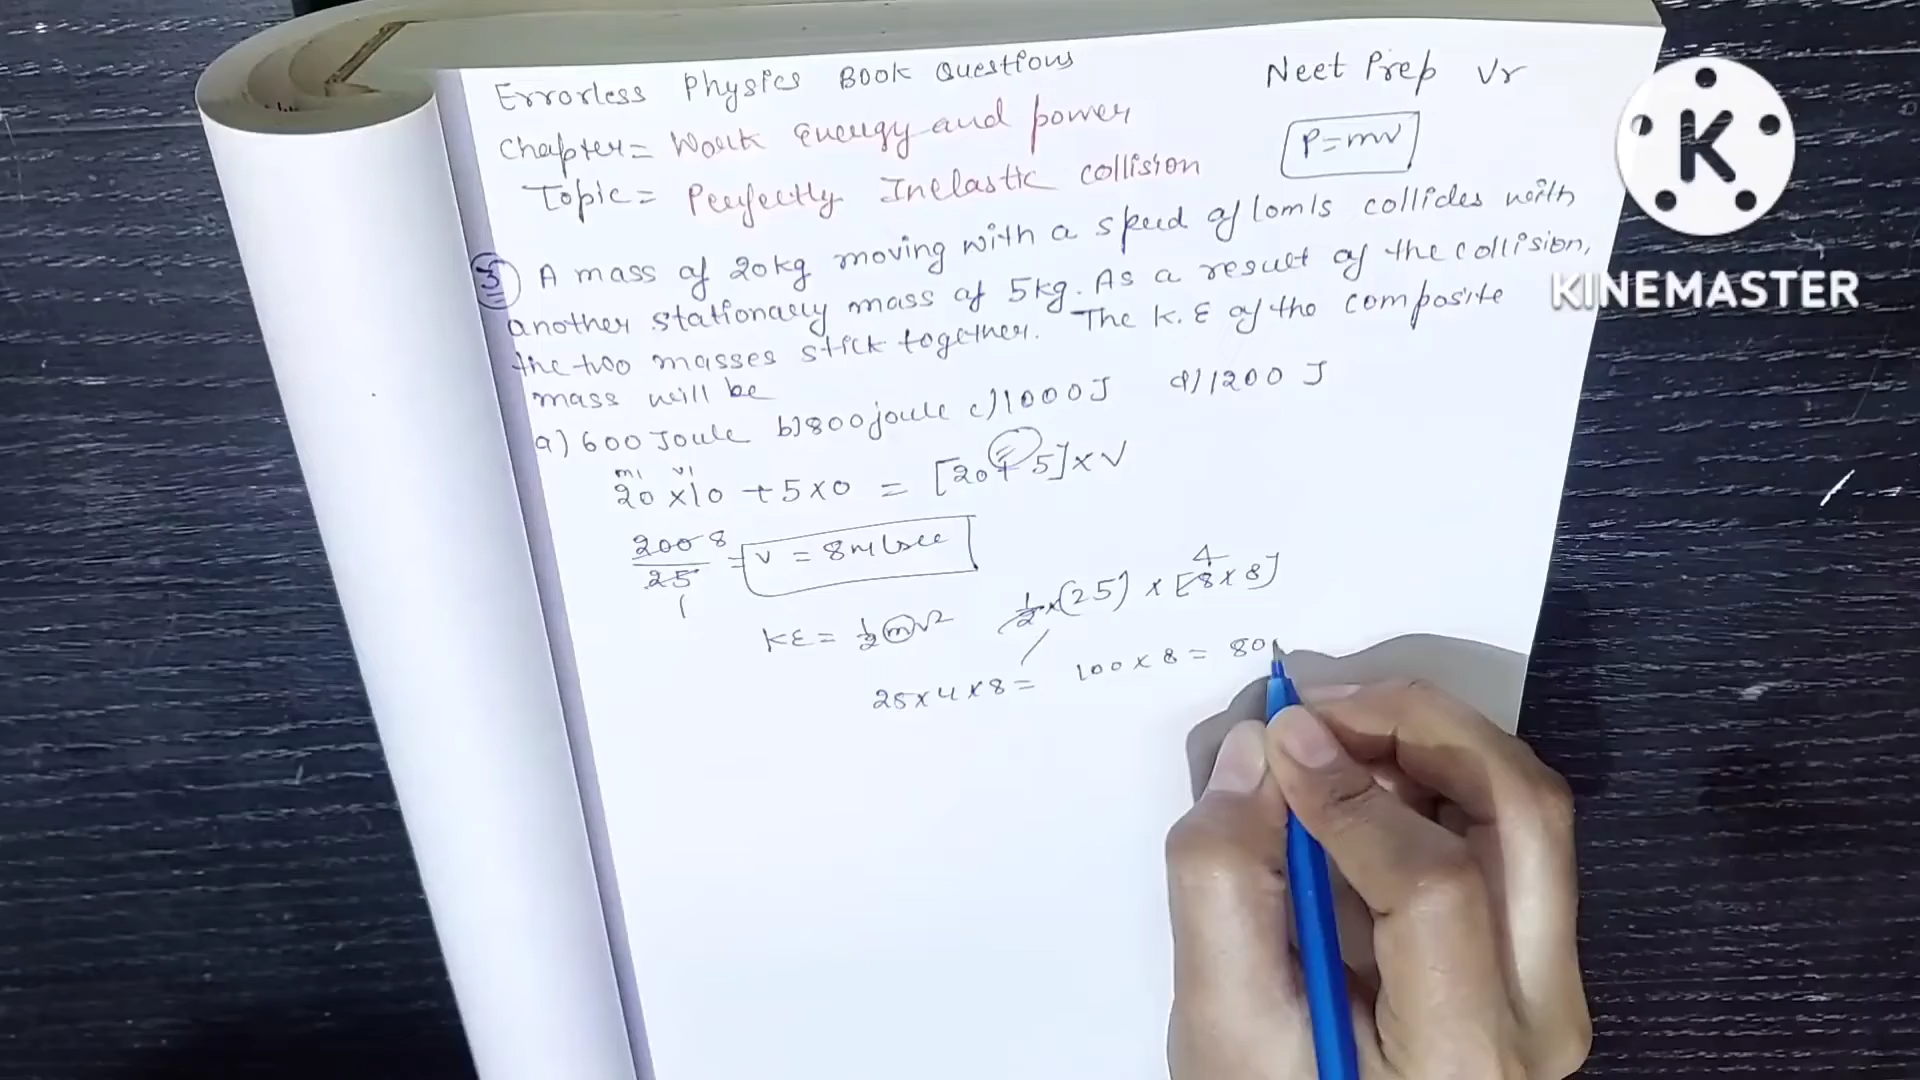 Errorless Physics Book Questions
Neet Prep Vr
Chapter = Work Energy and power
P = mv
Topic = Perfectly Inelastic collision
K
KINEMASTER
3 A mass of 20kg moving with a speed of 10m/s collides with
another stationary mass of 5kg. As a result of the collision,
the two masses stick together. The K.E of the composite
mass will be
a) 600 Joule b) 800 joule c) 1000 J d) 1200 J
m1 v1
20 x 10 + 5 x 0 = [20 + 5] x V
200 8
25 = V = 8m/sec
1
KE = 1/2 mv² 1/2 x (25) x [8 x 8]
4
25 x 4 x 8 = 100 x 8 = 80